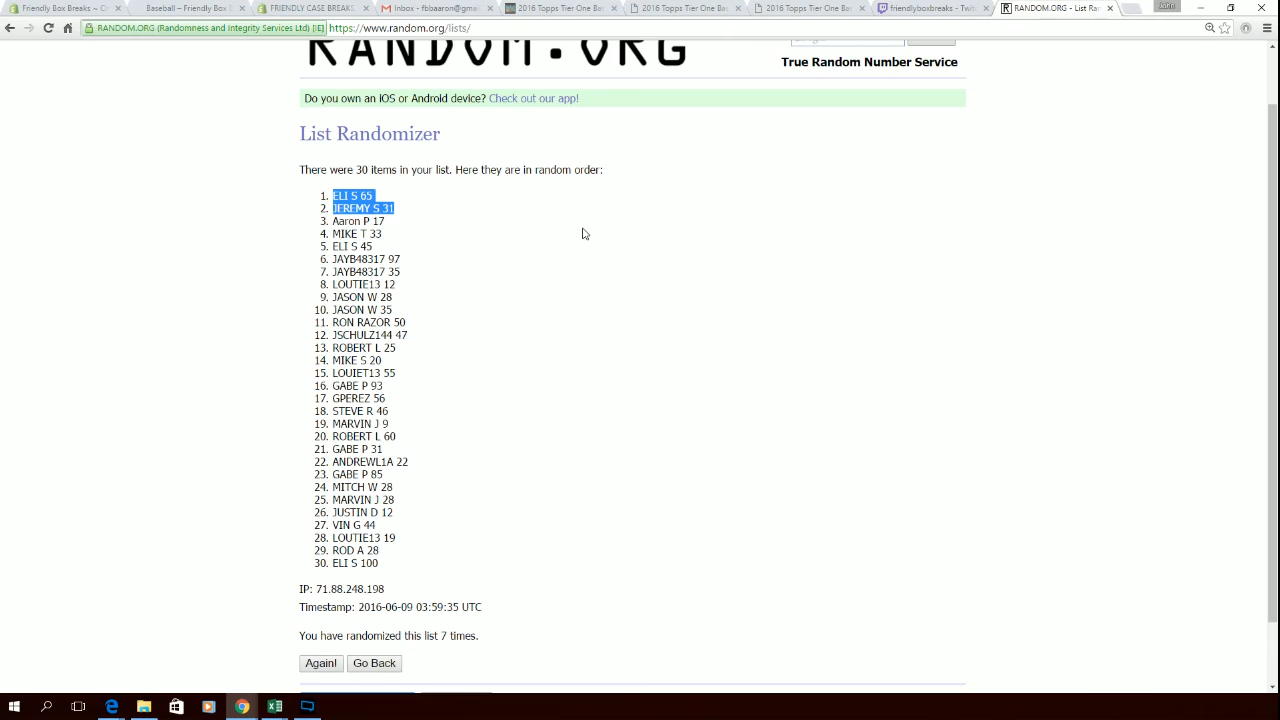 Friendly Box Breaks ~ C
Baseball – Friendly Box B
FRIENDLY CASE BREAKS
Inbox - fbbaaron@gma
2016 Topps Tier One Bas
2016 Topps Tier One Bas
2016 Topps Tier One Bas
friendlyboxbreaks - Twit
RANDOM.ORG - List Ra
John
RANDOM.ORG (Randomness and Integrity Services Ltd) [IE]
https://www.random.org/lists/
RANDOM.ORG
True Random Number Service
Do you own an iOS or Android device? Check out our app!
List Randomizer
There were 30 items in your list. Here they are in random order:
1. ELI S 65
2. JEREMY S 31
3. Aaron P 17
4. MIKE T 33
5. ELI S 45
6. JAYB48317 97
7. JAYB48317 35
8. LOUTIE13 12
9. JASON W 28
10. JASON W 35
11. RON RAZOR 50
12. JSCHULZ144 47
13. ROBERT L 25
14. MIKE S 20
15. LOUIET13 55
16. GABE P 93
17. GPEREZ 56
18. STEVE R 46
19. MARVIN J 9
20. ROBERT L 60
21. GABE P 31
22. ANDREWL1A 22
23. GABE P 85
24. MITCH W 28
25. MARVIN J 28
26. JUSTIN D 12
27. VIN G 44
28. LOUTIE13 19
29. ROD A 28
30. ELI S 100
IP: 71.88.248.198
Timestamp: 2016-06-09 03:59:35 UTC
You have randomized this list 7 times.
Again!
Go Back